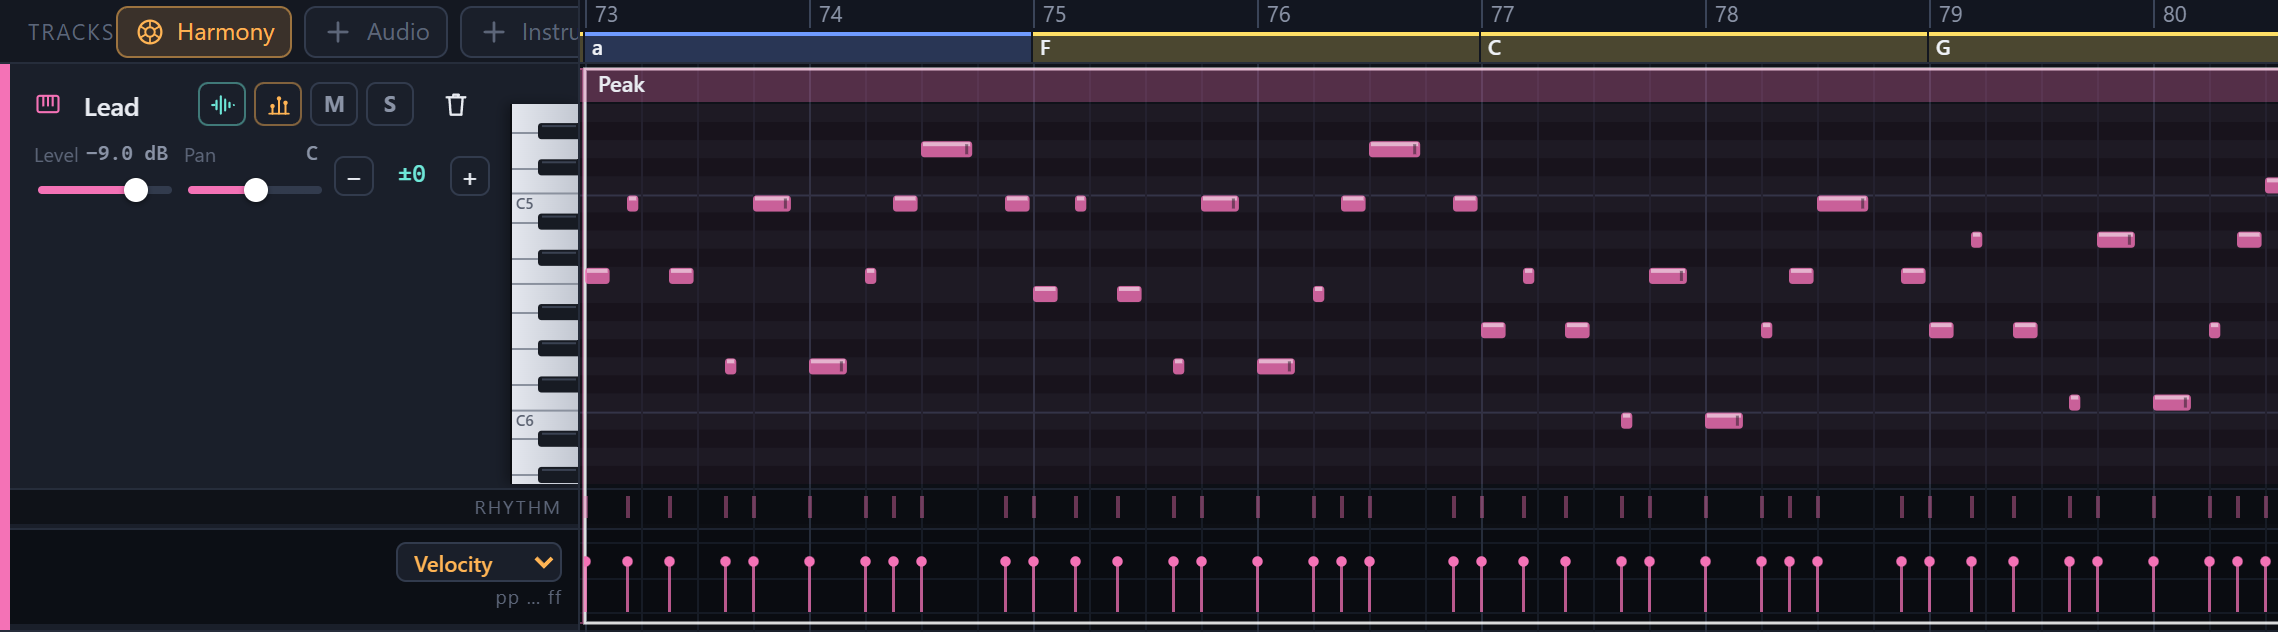 TRACKS Harmony Audio Instru
73 74 75 76 77 78 79 80
a F C G
Peak
Lead M S
Level −9.0 dB Pan C
− ±0 +
C5
C6
RHYTHM
Velocity
pp ... ff